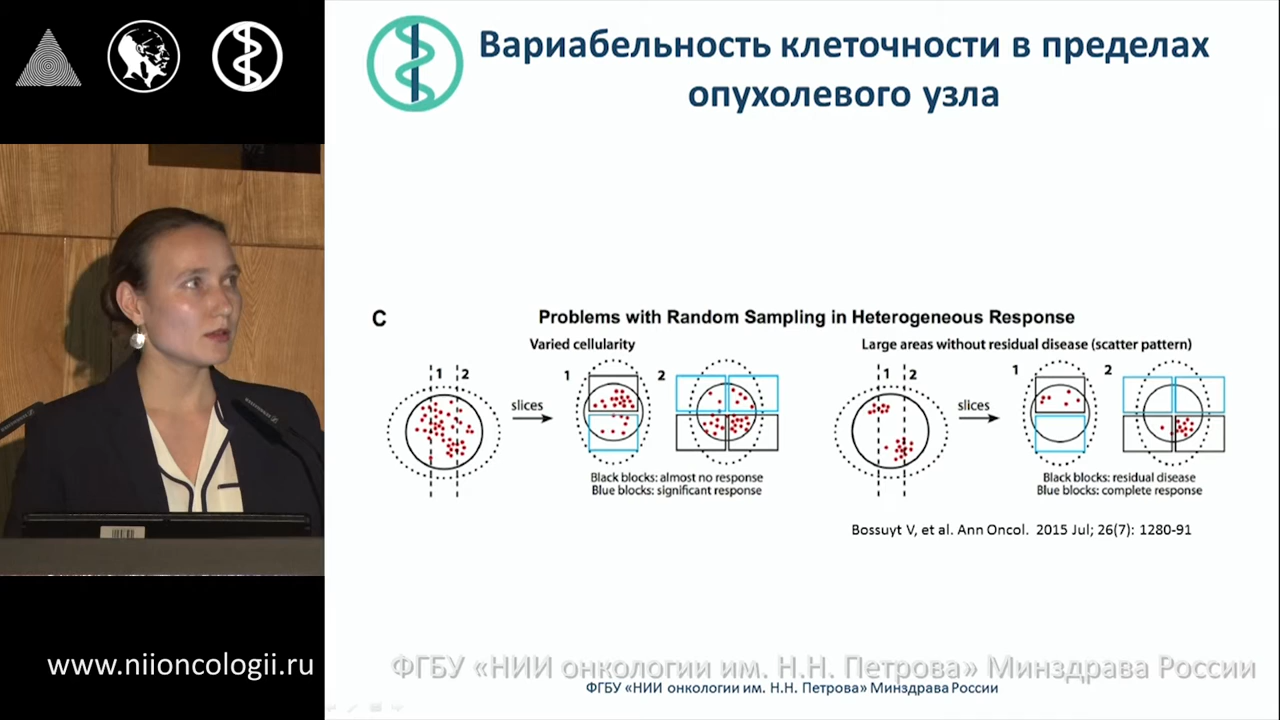 Вариабельность клеточности в пределах
опухолевого узла
C
Problems with Random Sampling in Heterogeneous Response
Varied cellularity
Large areas without residual disease (scatter pattern)
1 2
slices
1
2
1 2
slices
1
2
Black blocks: almost no response
Blue blocks: significant response
Black blocks: residual disease
Blue blocks: complete response
Bossuyt V, et al. Ann Oncol. 2015 Jul; 26(7): 1280-91
www.niioncologii.ru
ФГБУ «НИИ онкологии им. Н.Н. Петрова» Минздрава России
ФГБУ «НИИ онкологии им. Н.Н. Петрова» Минздрава России